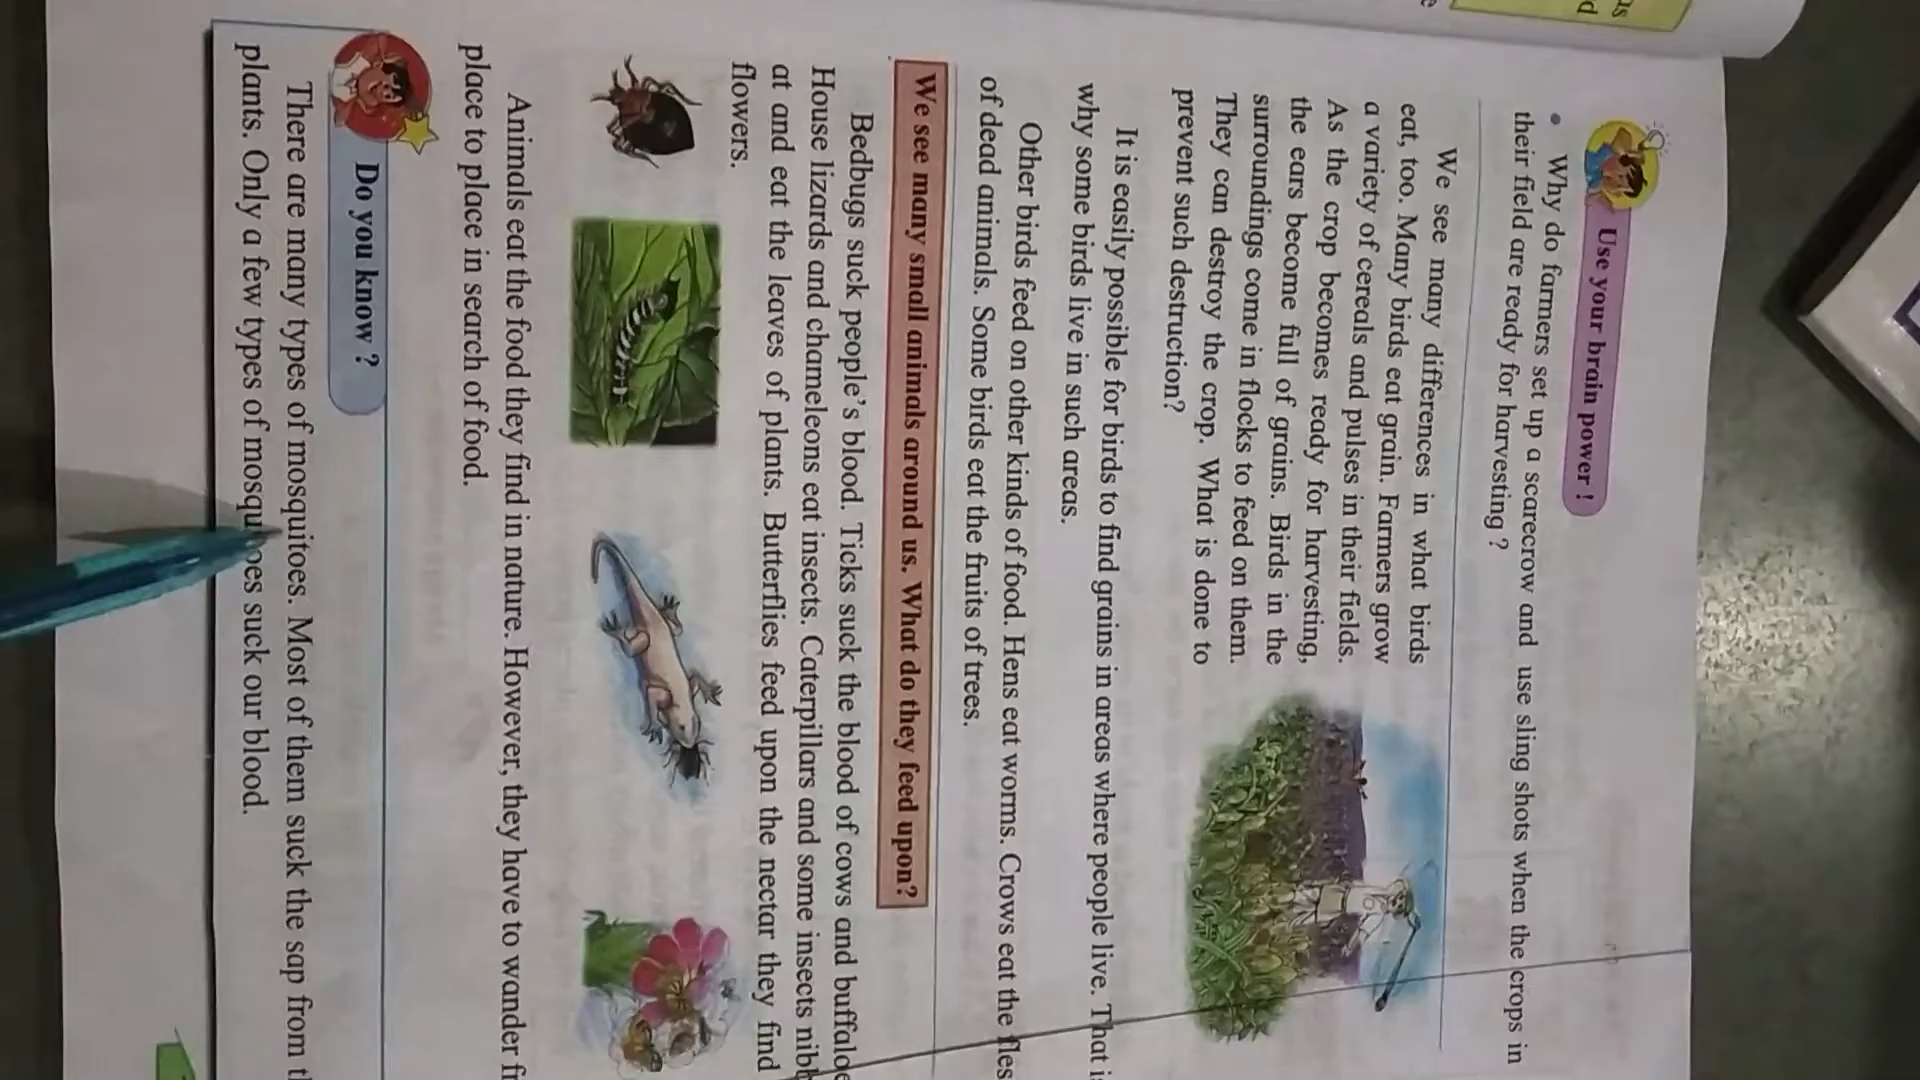 us
d
e
Use your brain power !
• Why do farmers set up a scarecrow and use sling shots when the crops in
their field are ready for harvesting ?
We see many differences in what birds
eat, too. Many birds eat grain. Farmers grow
a variety of cereals and pulses in their fields.
As the crop becomes ready for harvesting,
the ears become full of grains. Birds in the
surroundings come in flocks to feed on them.
They can destroy the crop. What is done to
prevent such destruction?
It is easily possible for birds to find grains in areas where people live. That is
why some birds live in such areas.
Other birds feed on other kinds of food. Hens eat worms. Crows eat the fles
of dead animals. Some birds eat the fruits of trees.
We see many small animals around us. What do they feed upon?
Bedbugs suck people's blood. Ticks suck the blood of cows and buffaloe
House lizards and chameleons eat insects. Caterpillars and some insects nibb
at and eat the leaves of plants. Butterflies feed upon the nectar they find
flowers.
Animals eat the food they find in nature. However, they have to wander fr
place to place in search of food.
Do you know ?
There are many types of mosquitoes. Most of them suck the sap from th
plants. Only a few types of mosqu oes suck our blood.